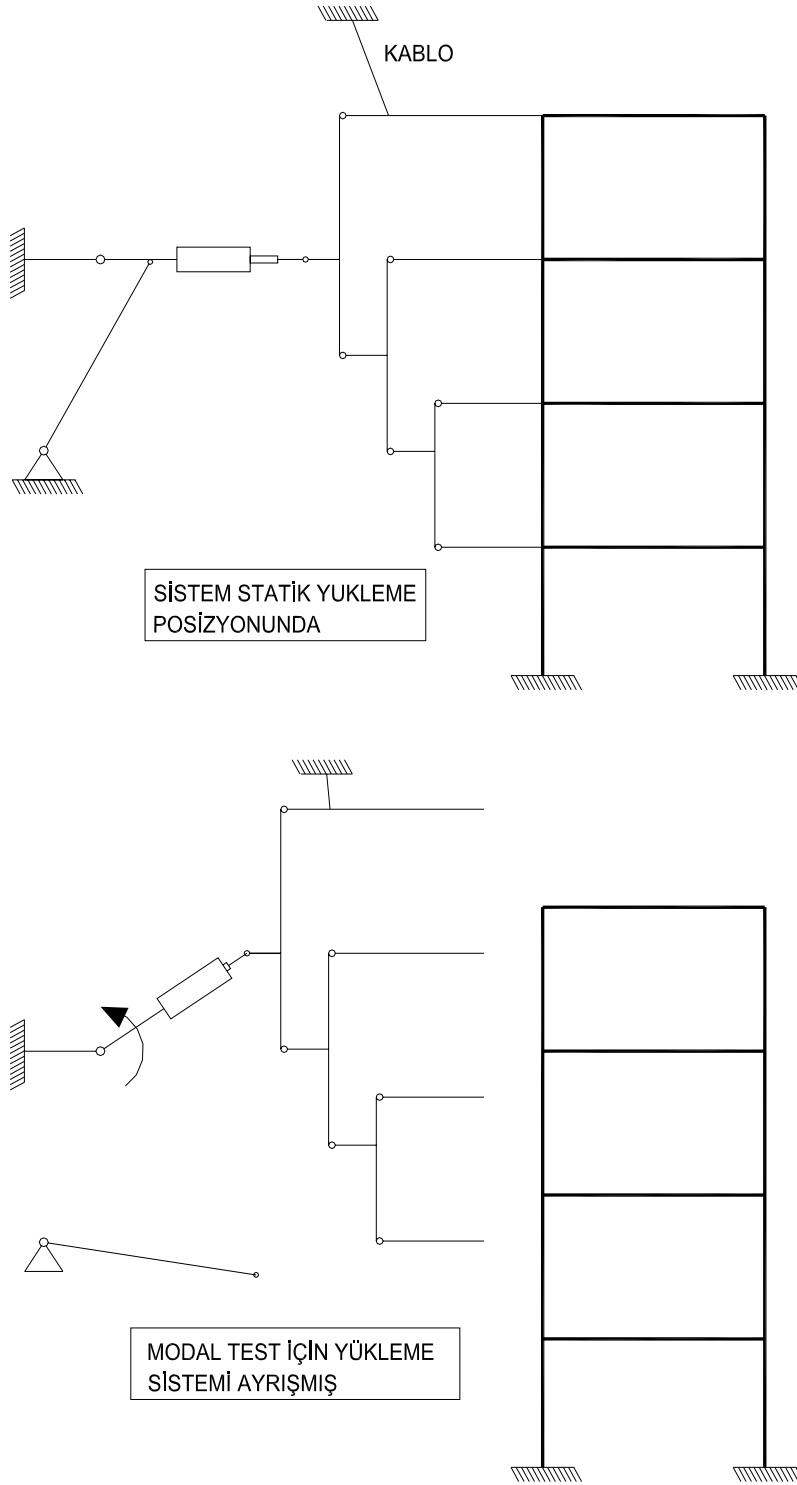 KABLO
SİSTEM STATİK YUKLEME
POSİZYONUNDA
MODAL TEST İÇİN YÜKLEME
SİSTEMİ AYRIŞMIŞ